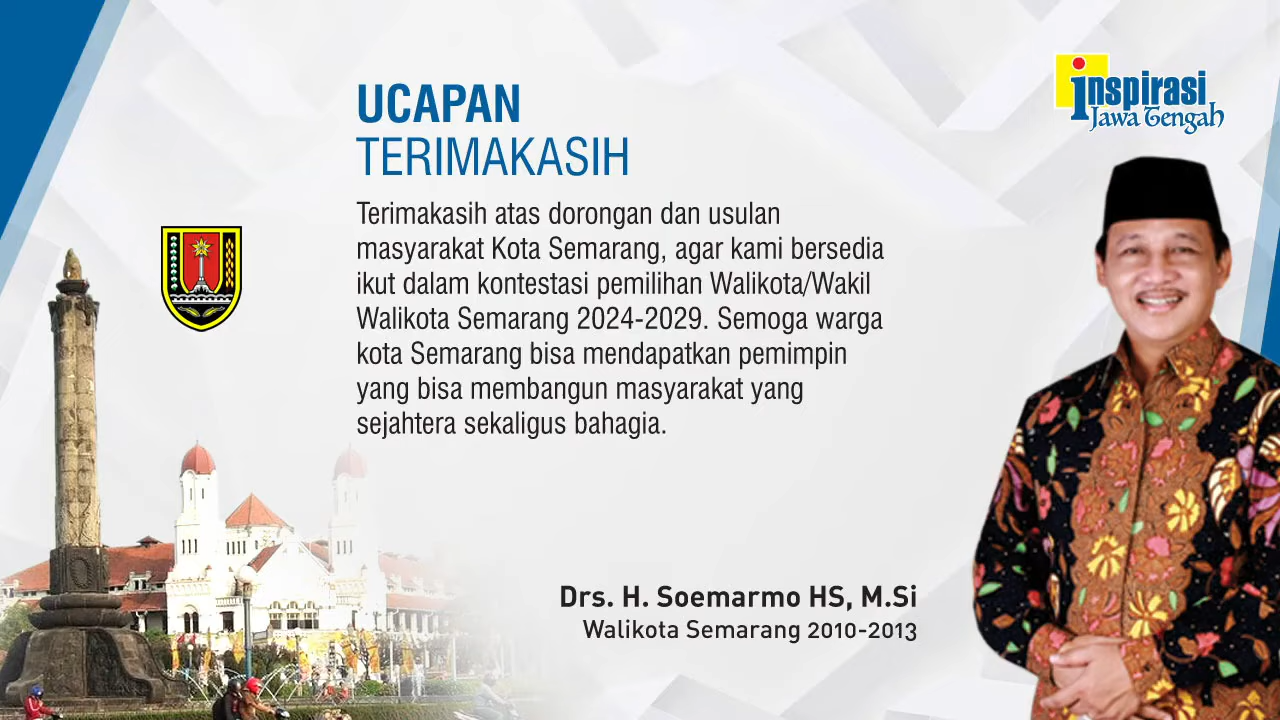 inspirasi
Jawa Tengah
UCAPAN
TERIMAKASIH
Terimakasih atas dorongan dan usulan
masyarakat Kota Semarang, agar kami bersedia
ikut dalam kontestasi pemilihan Walikota/Wakil
Walikota Semarang 2024-2029. Semoga warga
kota Semarang bisa mendapatkan pemimpin
yang bisa membangun masyarakat yang
sejahtera sekaligus bahagia.
Drs. H. Soemarmo HS, M.Si
Walikota Semarang 2010-2013